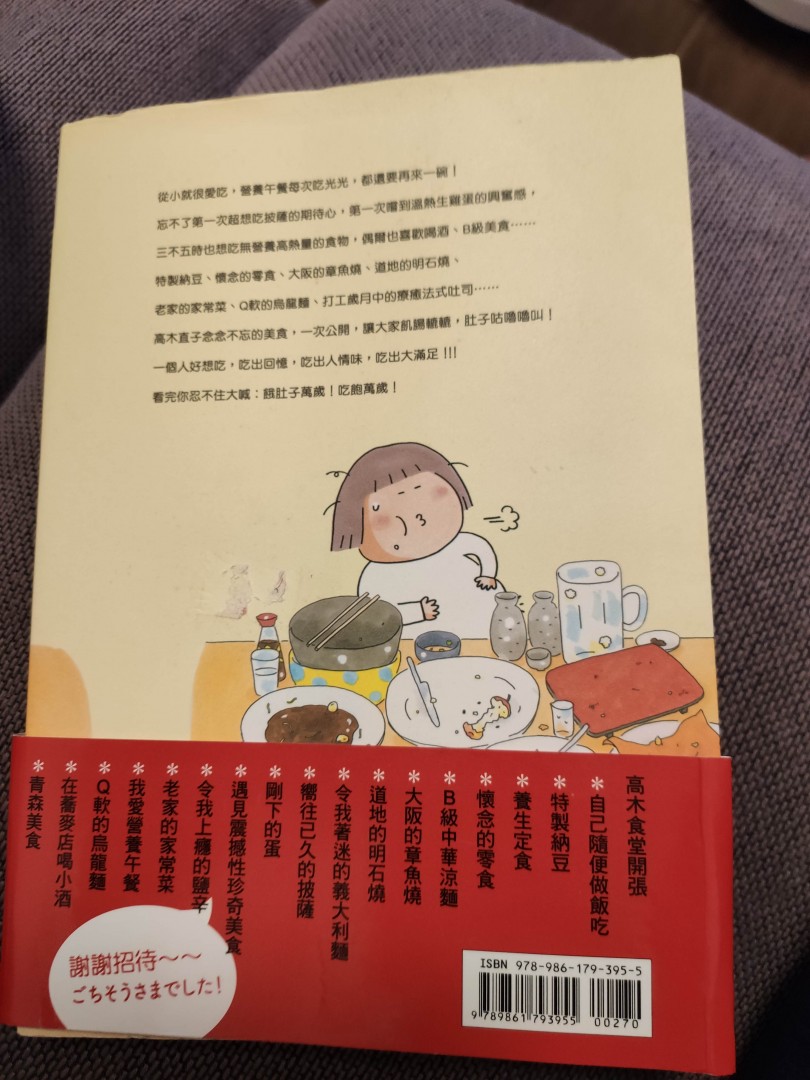 從小就很愛吃，營養午餐每次吃光光，都還要再來一碗！
忘不了第一次超想吃披薩的期待心，第一次嚐到溫熱生雞蛋的興奮感，
三不五時也想吃無營養高熱量的食物，偶爾也喜歡喝酒、B級美食……
特製納豆、懷念的零食、大阪的章魚燒、道地的明石燒、
老家的家常菜、Q軟的烏龍麵、打工歲月中的療癒法式吐司……
高木直子念念不忘的美食，一次公開，讓大家飢腸轆轆，肚子咕嚕嚕叫！
一個人好想吃，吃出回憶，吃出人情味，吃出大滿足!!!
看完你忍不住大喊：餓肚子萬歲！吃飽萬歲！
高木食堂開張
*自己隨便做飯吃
*特製納豆
*養生定食
*懷念的零食
*B級中華涼麵
*大阪的章魚燒
*道地的明石燒
*令我著迷的義大利麵
*嚮往已久的披薩
*剛下的蛋
*遇見震撼性珍奇美食
*令我上癮的鹽辛
*老家的家常菜
*我愛營養午餐
*Q軟的烏龍麵
*在蕎麥店喝小酒
*青森美食
謝謝招待～～
ごちそうさまでした！
ISBN 978-986-179-395-5
9 789861 793955
00270